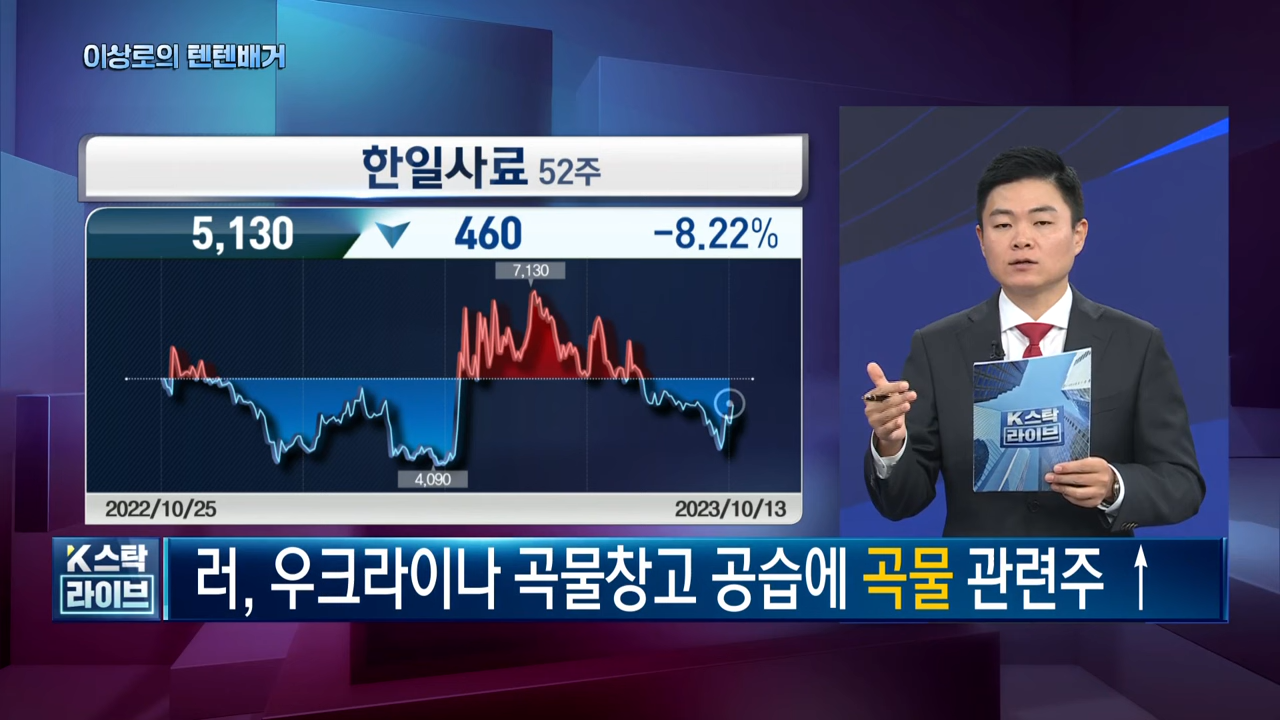 이상로의 텐텐배거
한일사료 52주
5,130 ▼ 460 -8.22%
7,130
4,090
2022/10/25 2023/10/13
K스탁
라이브
K스탁
라이브
러, 우크라이나 곡물창고 공습에 곡물 관련주 ↑